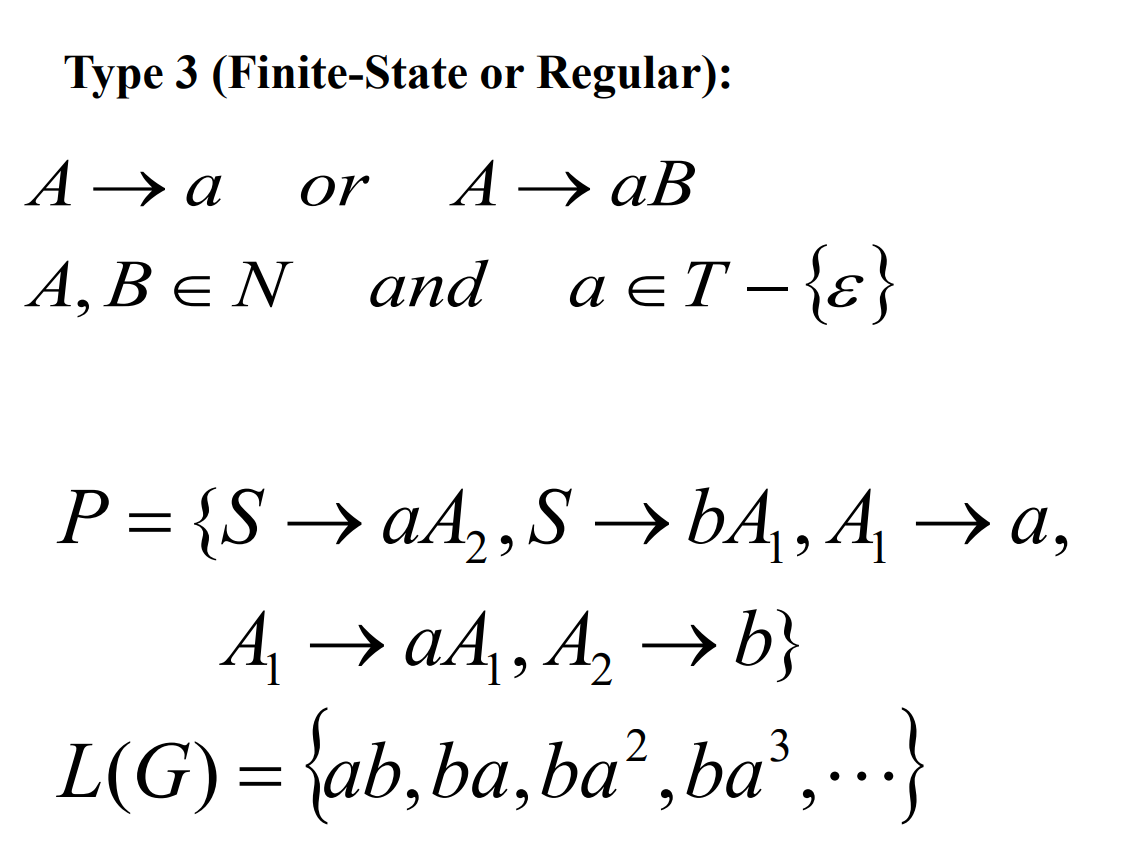 Type 3 (Finite-State or Regular):
A → a or A → aB
A, B ∈ N and a ∈ T − {ε}
P = {S → aA₂, S → bA₁, A₁ → a,
A₁ → aA₁, A₂ → b}
L(G) = {ab, ba, ba², ba³, ⋯}